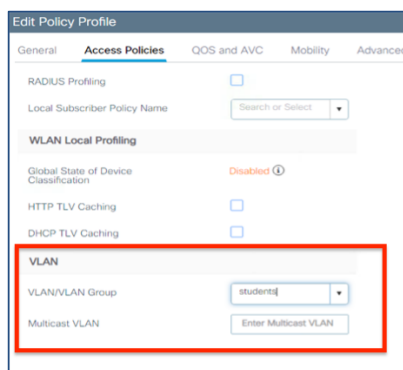 Edit Policy Profile
General Access Policies QOS and AVC Mobility Advanced
RADIUS Profiling
Local Subscriber Policy Name Search or Select
WLAN Local Profiling
Global State of Device Classification Disabled
HTTP TLV Caching
DHCP TLV Caching
VLAN
VLAN/VLAN Group students
Multicast VLAN Enter Multicast VLAN